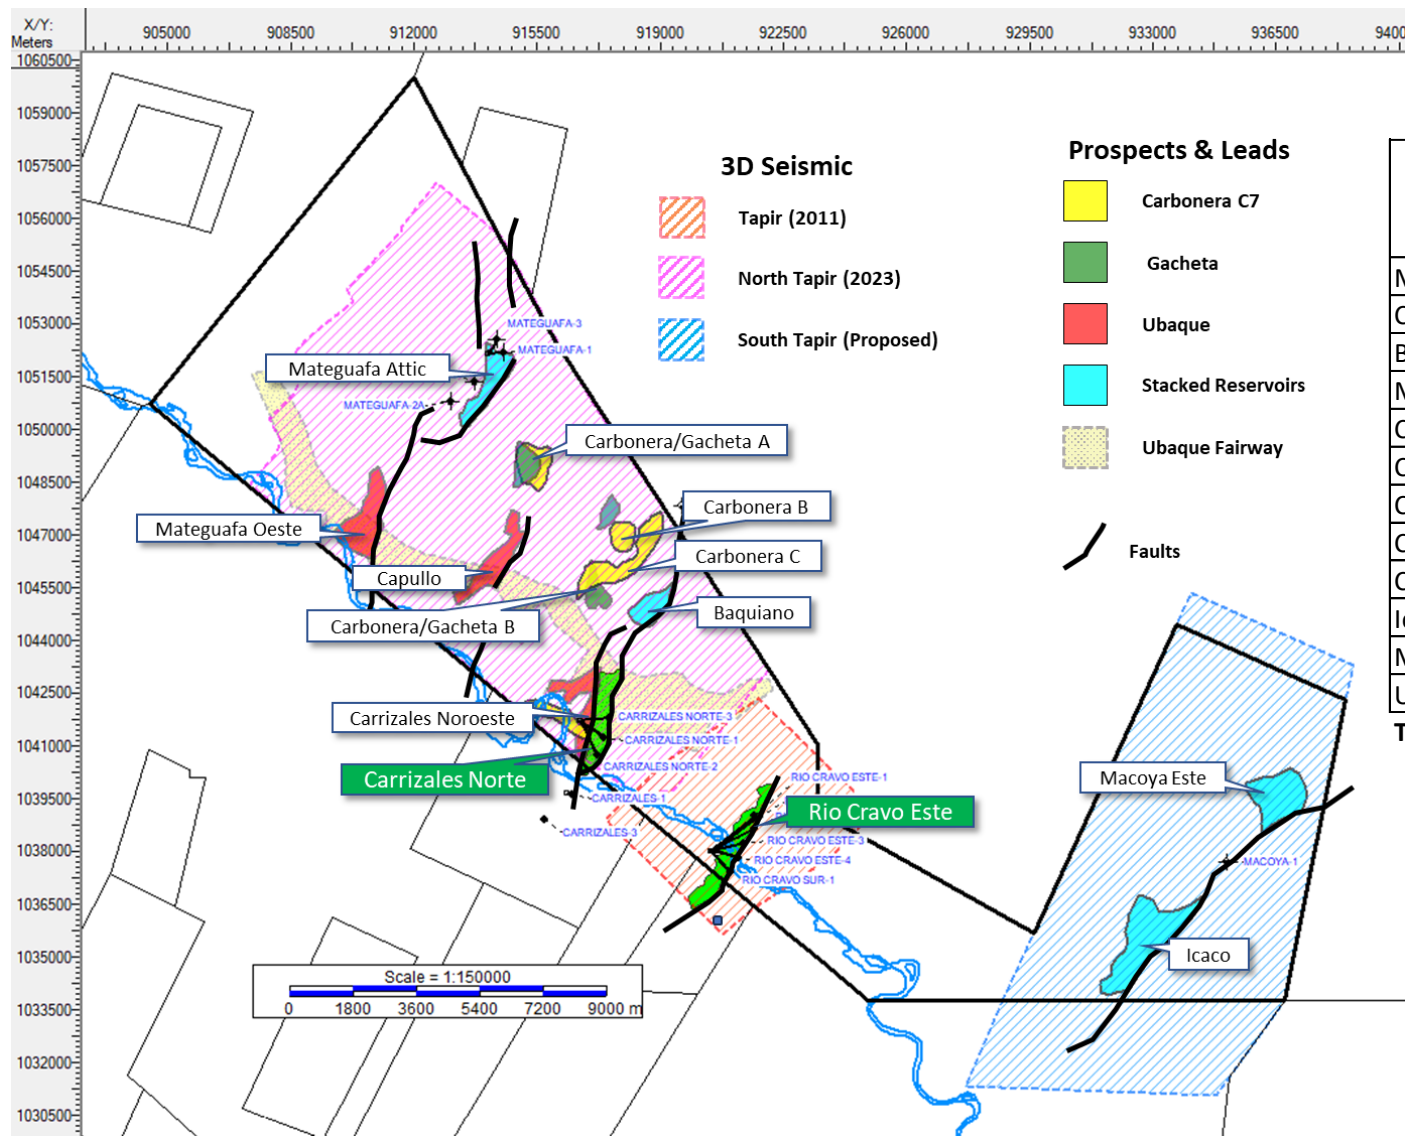 X/Y:
Meters
905000 908500 912000 915500 919000 922500 926000 929500 933000 936500 9400
1060500
1059000
1057500
1056000
1054500
1053000
1051500
1050000
1048500
1047000
1045500
1044000
1042500
1041000
1039500
1038000
1036500
1035000
1033500
1032000
1030500
3D Seismic
Tapir (2011)
North Tapir (2023)
South Tapir (Proposed)
Prospects & Leads
Carbonera C7
Gacheta
Ubaque
Stacked Reservoirs
Ubaque Fairway
Faults
MATEGUAFA-3
MATEGUAFA-1
Mateguafa Attic
MATEGUAFA-2A
Carbonera/Gacheta A
Carbonera B
Mateguafa Oeste
Carbonera C
Capullo
Baquiano
Carbonera/Gacheta B
Carrizales Noroeste
CARRIZALES NORTE-3
CARRIZALES NORTE-1
Carrizales Norte
CARRIZALES NORTE-2
CARRIZALES-1
CARRIZALES-3
RIO CRAVO ESTE-1
Rio Cravo Este
RIO CRAVO ESTE-3
RIO CRAVO ESTE-4
RIO CRAVO SUR-1
Macoya Este
MACOYA-1
Icaco
Scale = 1:150000
0 1800 3600 5400 7200 9000 m
N
C
B
M
C
C
C
C
C
Ic
M
U
T